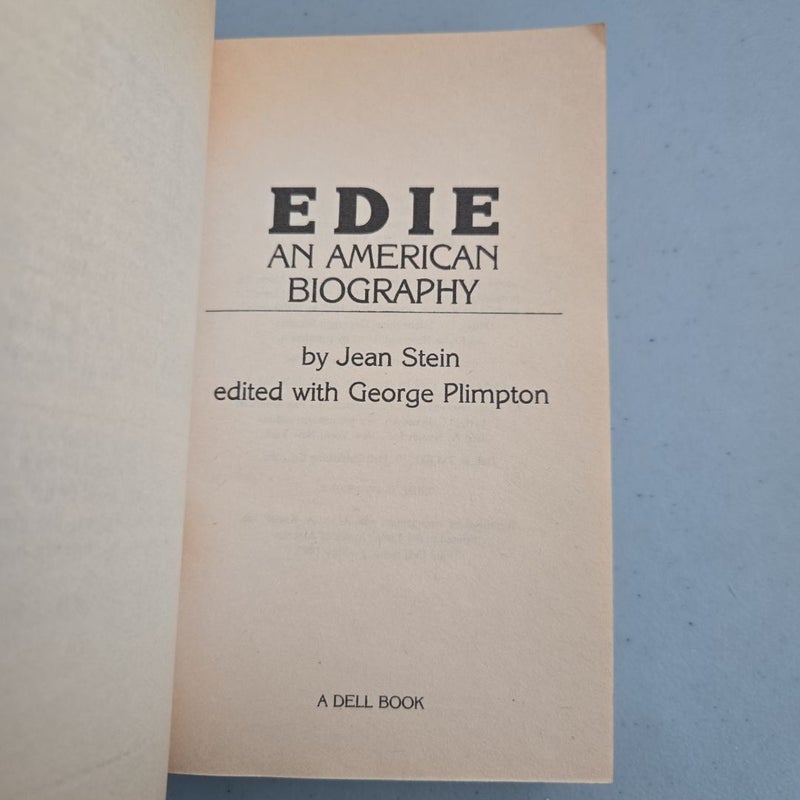 EDIE
AN AMERICAN
BIOGRAPHY
by Jean Stein
edited with George Plimpton
A DELL BOOK